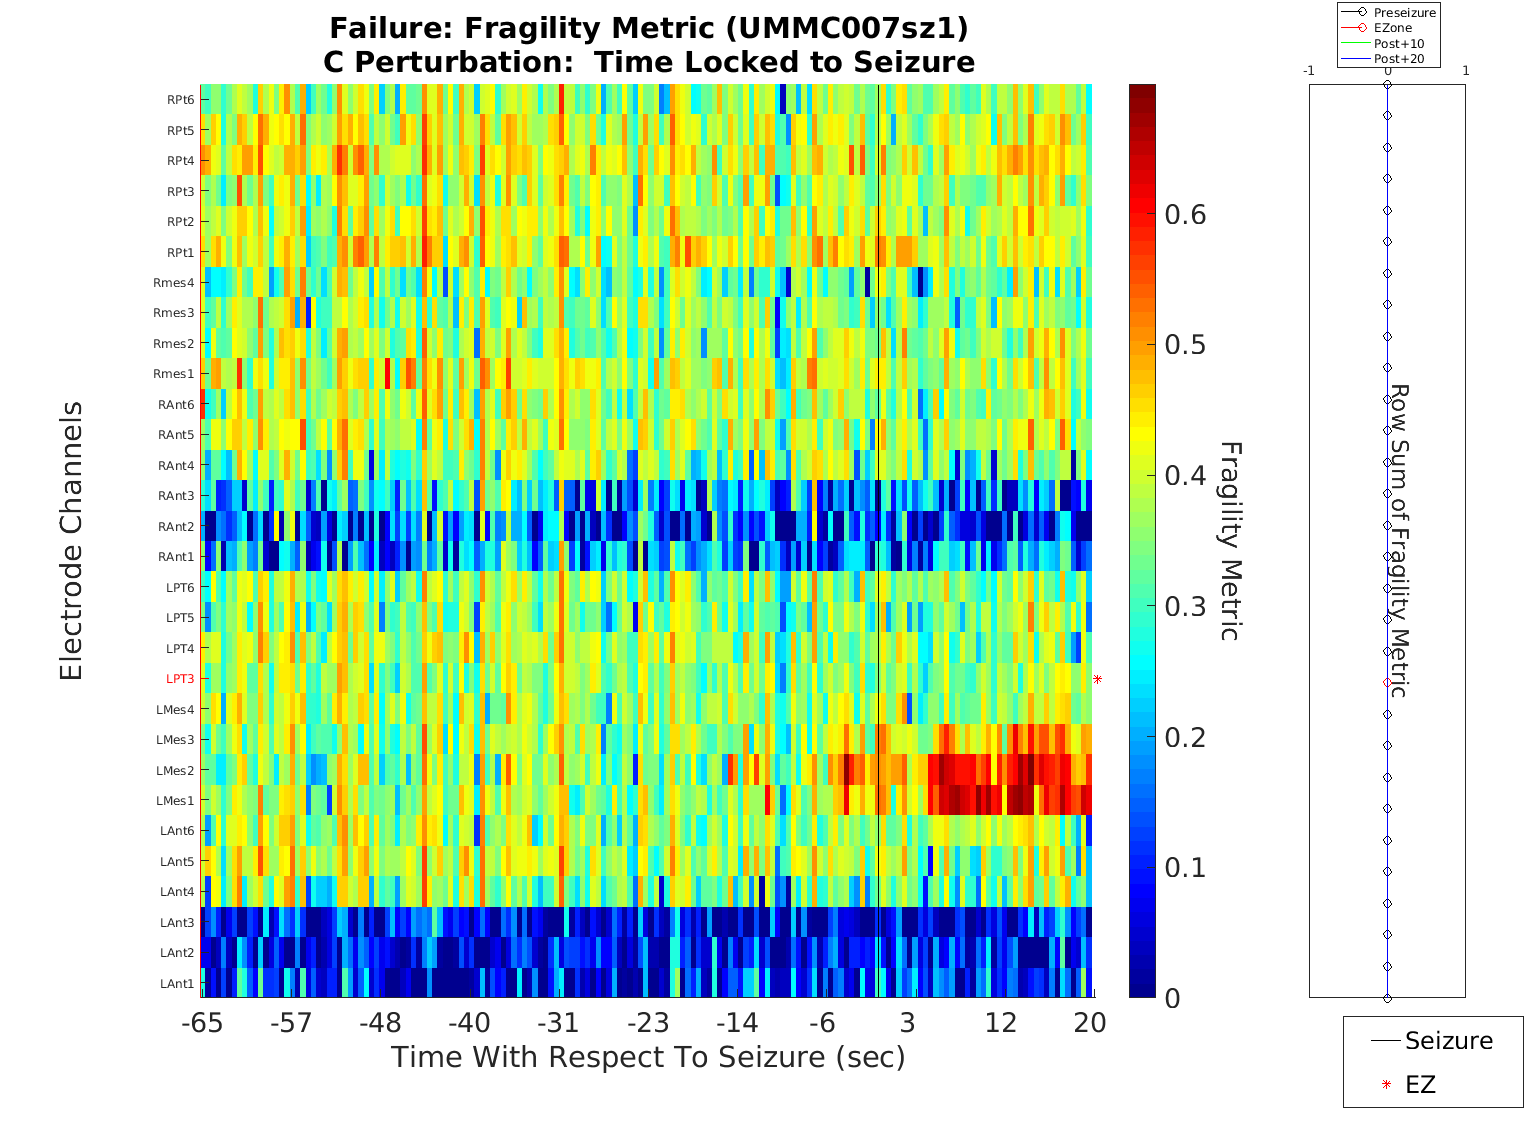 Failure: Fragility Metric (UMMC007sz1)
C Perturbation:  Time Locked to Seizure
Electrode Channels
RPt6
RPt5
RPt4
RPt3
RPt2
RPt1
Rmes4
Rmes3
Rmes2
Rmes1
RAnt6
RAnt5
RAnt4
RAnt3
RAnt2
RAnt1
LPT6
LPT5
LPT4
LPT3
LMes4
LMes3
LMes2
LMes1
LAnt6
LAnt5
LAnt4
LAnt3
LAnt2
LAnt1
-65 -57 -48 -40 -31 -23 -14 -6 3 12 20
Time With Respect To Seizure (sec)
0.6
0.5
0.4
0.3
0.2
0.1
0
Fragility Metric
Preseizure
EZone
Post+10
Post+20
-1 0 1
Row Sum of Fragility Metric
Seizure
EZ